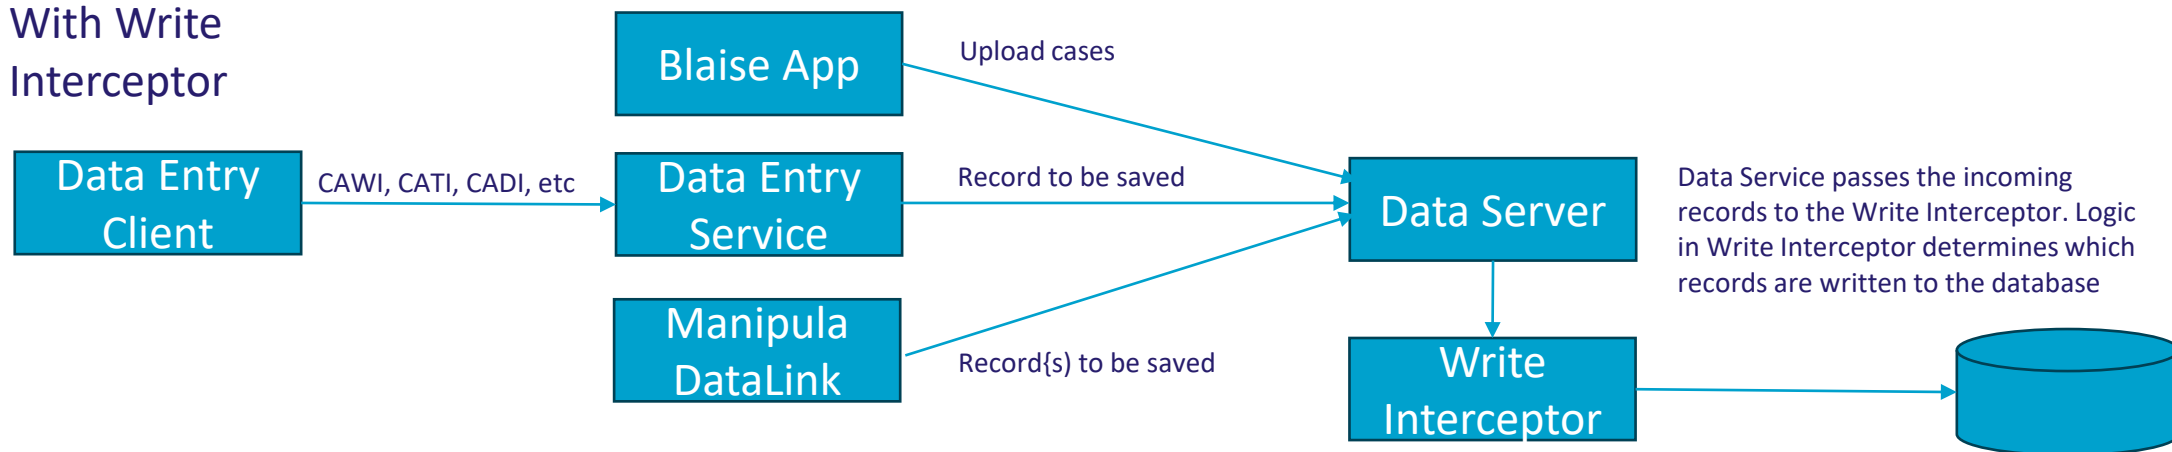 With Write
Interceptor
Blaise App
Upload cases
Data Entry
Client
CAWI, CATI, CADI, etc
Data Entry
Service
Record to be saved
Data Server
Data Service passes the incoming
records to the Write Interceptor. Logic
in Write Interceptor determines which
records are written to the database
Manipula
DataLink
Record{s) to be saved
Write
Interceptor